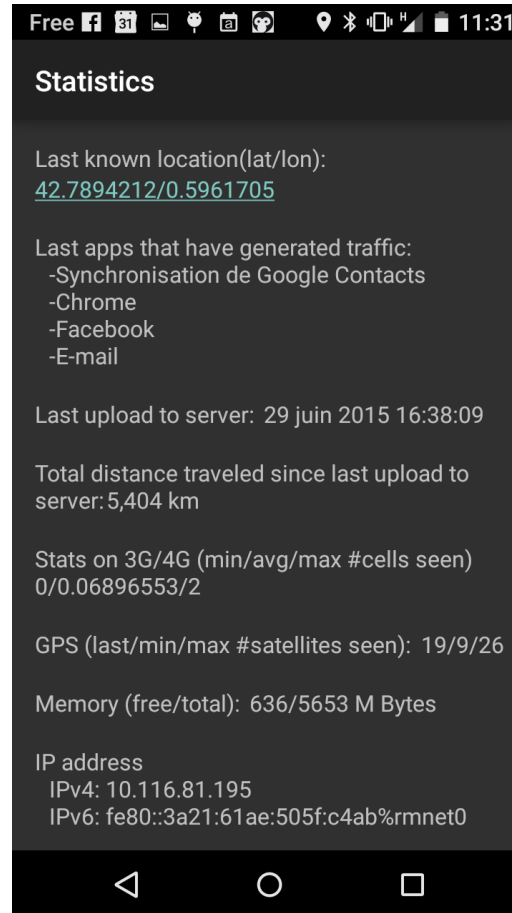 Free 31 a H 11:31
Statistics
Last known location(lat/lon):
42.7894212/0.5961705
Last apps that have generated traffic:
-Synchronisation de Google Contacts
-Chrome
-Facebook
-E-mail
Last upload to server: 29 juin 2015 16:38:09
Total distance traveled since last upload to
server: 5,404 km
Stats on 3G/4G (min/avg/max #cells seen)
0/0.06896553/2
GPS (last/min/max #satellites seen): 19/9/26
Memory (free/total): 636/5653 M Bytes
IP address
IPv4: 10.116.81.195
IPv6: fe80::3a21:61ae:505f:c4ab%rmnet0